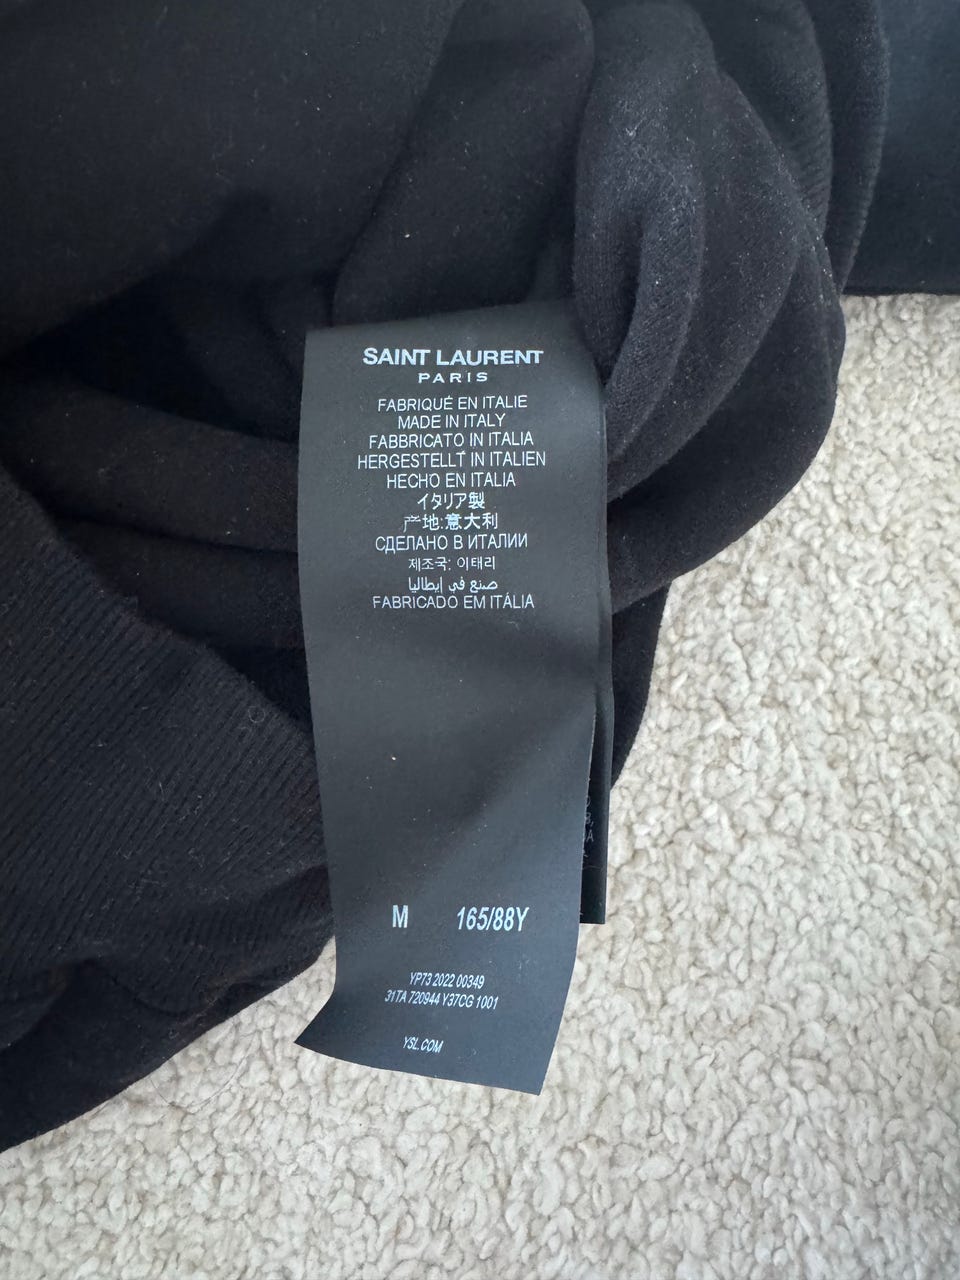 SAINT LAURENT
PARIS
FABRIQUÉ EN ITALIE
MADE IN ITALY
FABBRICATO IN ITALIA
HERGESTELLT IN ITALIEN
HECHO EN ITALIA
イタリア製
产地:意大利
СДЕЛАНО В ИТАЛИИ
제조국: 이태리
صنع في إيطاليا
FABRICADO EM ITÁLIA
M 165/88Y
YP73 2022 00349
31TA 720944 Y37CG 1001
YSL.COM